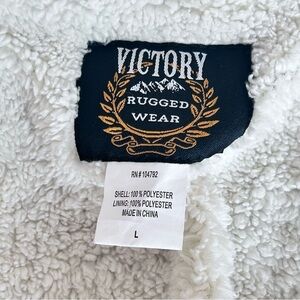 VICTORY
RUGGED
WEAR
RN# 104792
SHELL: 100% POLYESTER
LINING: 100% POLYESTER
MADE IN CHINA
L